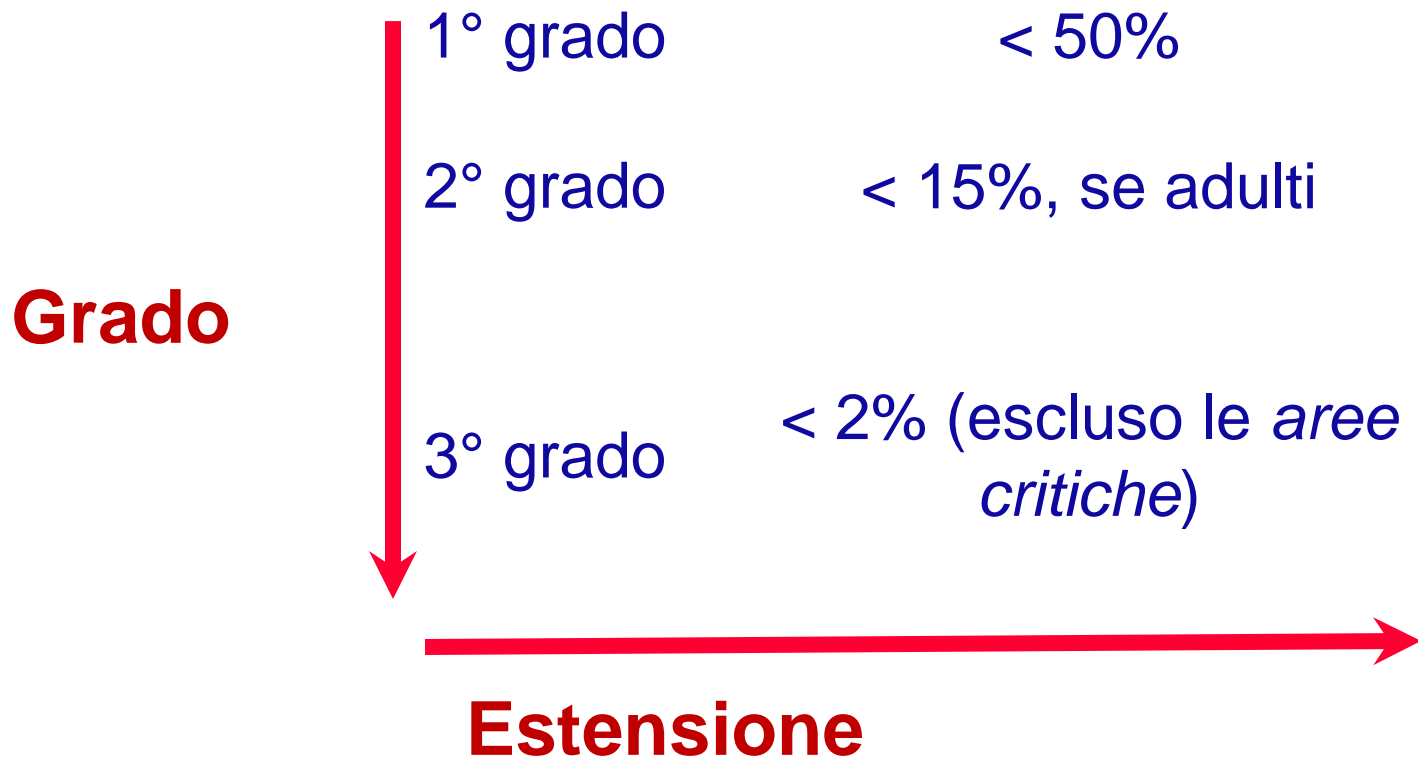 1° grado < 50%
2° grado < 15%, se adulti
Grado
3° grado < 2% (escluso le aree
critiche)
Estensione